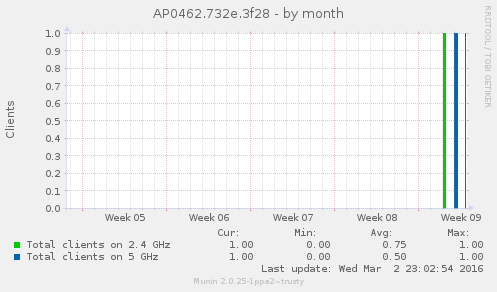 AP0462.732e.3f28 - by month
RRDTOOL / TOBI OETIKER
Clients
1.0
0.9
0.8
0.7
0.6
0.5
0.4
0.3
0.2
0.1
0.0
Week 05 Week 06 Week 07 Week 08 Week 09
Cur: Min: Avg: Max:
Total clients on 2.4 GHz 1.00 0.00 0.75 1.00
Total clients on 5 GHz 1.00 0.00 0.50 1.00
Last update: Wed Mar 2 23:02:54 2016
Munin 2.0.25-1ppa2~trusty